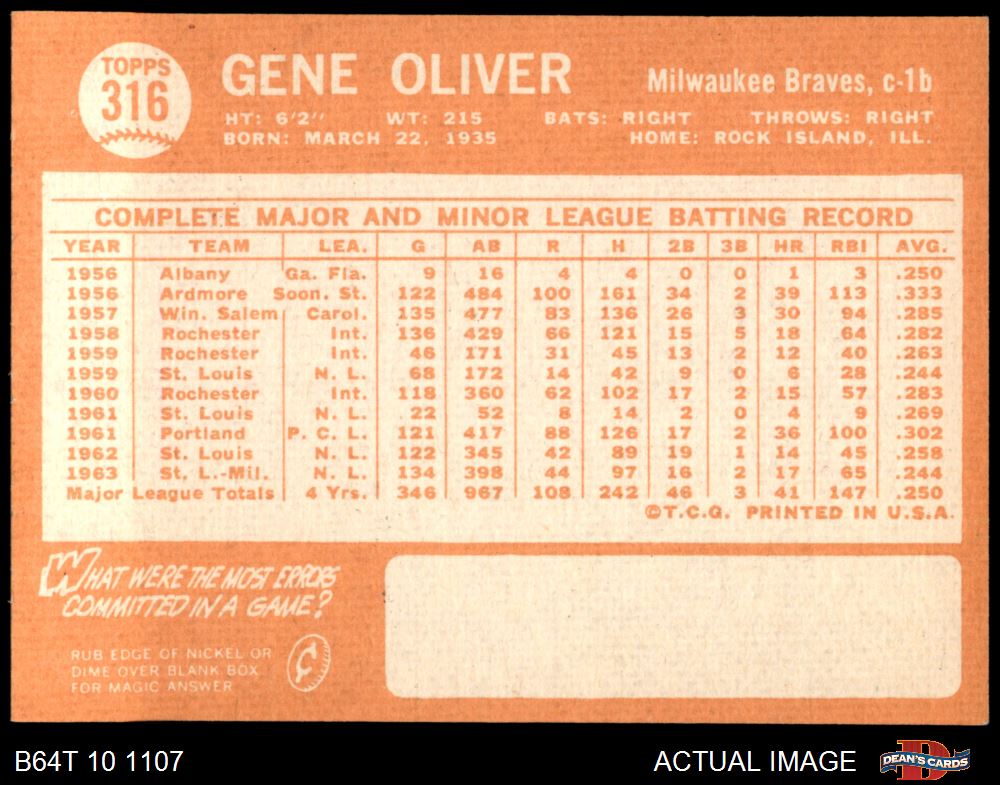 TOPPS
316
GENE OLIVER
Milwaukee Braves, c-1b
HT: 6'2" WT: 215 BATS: RIGHT THROWS: RIGHT
BORN: MARCH 22, 1935 HOME: ROCK ISLAND, ILL.
COMPLETE MAJOR AND MINOR LEAGUE BATTING RECORD
YEAR TEAM LEA. G AB R H 2B 3B HR RBI AVG.
1956 Albany Ga. Fla. 9 16 4 4 0 0 1 3 .250
1956 Ardmore Soon. St. 122 484 100 161 34 2 39 113 .333
1957 Win. Salem Carol. 135 477 83 136 26 3 30 94 .285
1958 Rochester Int. 136 429 66 121 15 5 18 64 .282
1959 Rochester Int. 46 171 31 45 13 2 12 40 .263
1959 St. Louis N. L. 68 172 14 42 9 0 6 28 .244
1960 Rochester Int. 118 360 62 102 17 2 15 57 .283
1961 St. Louis N. L. 22 52 8 14 2 0 4 9 .269
1961 Portland P. C. L. 121 417 88 126 17 2 36 100 .302
1962 St. Louis N. L. 122 345 42 89 19 1 14 45 .258
1963 St. L.-Mil. N. L. 134 398 44 97 16 2 17 65 .244
Major League Totals 4 Yrs. 346 967 108 242 46 3 41 147 .250
©T.C.G. PRINTED IN U.S.A.
WHAT WERE THE MOST ERRORS
COMMITTED IN A GAME?
RUB EDGE OF NICKEL OR
DIME OVER BLANK BOX
FOR MAGIC ANSWER
B64T 10 1107
ACTUAL IMAGE
DEAN'S CARDS